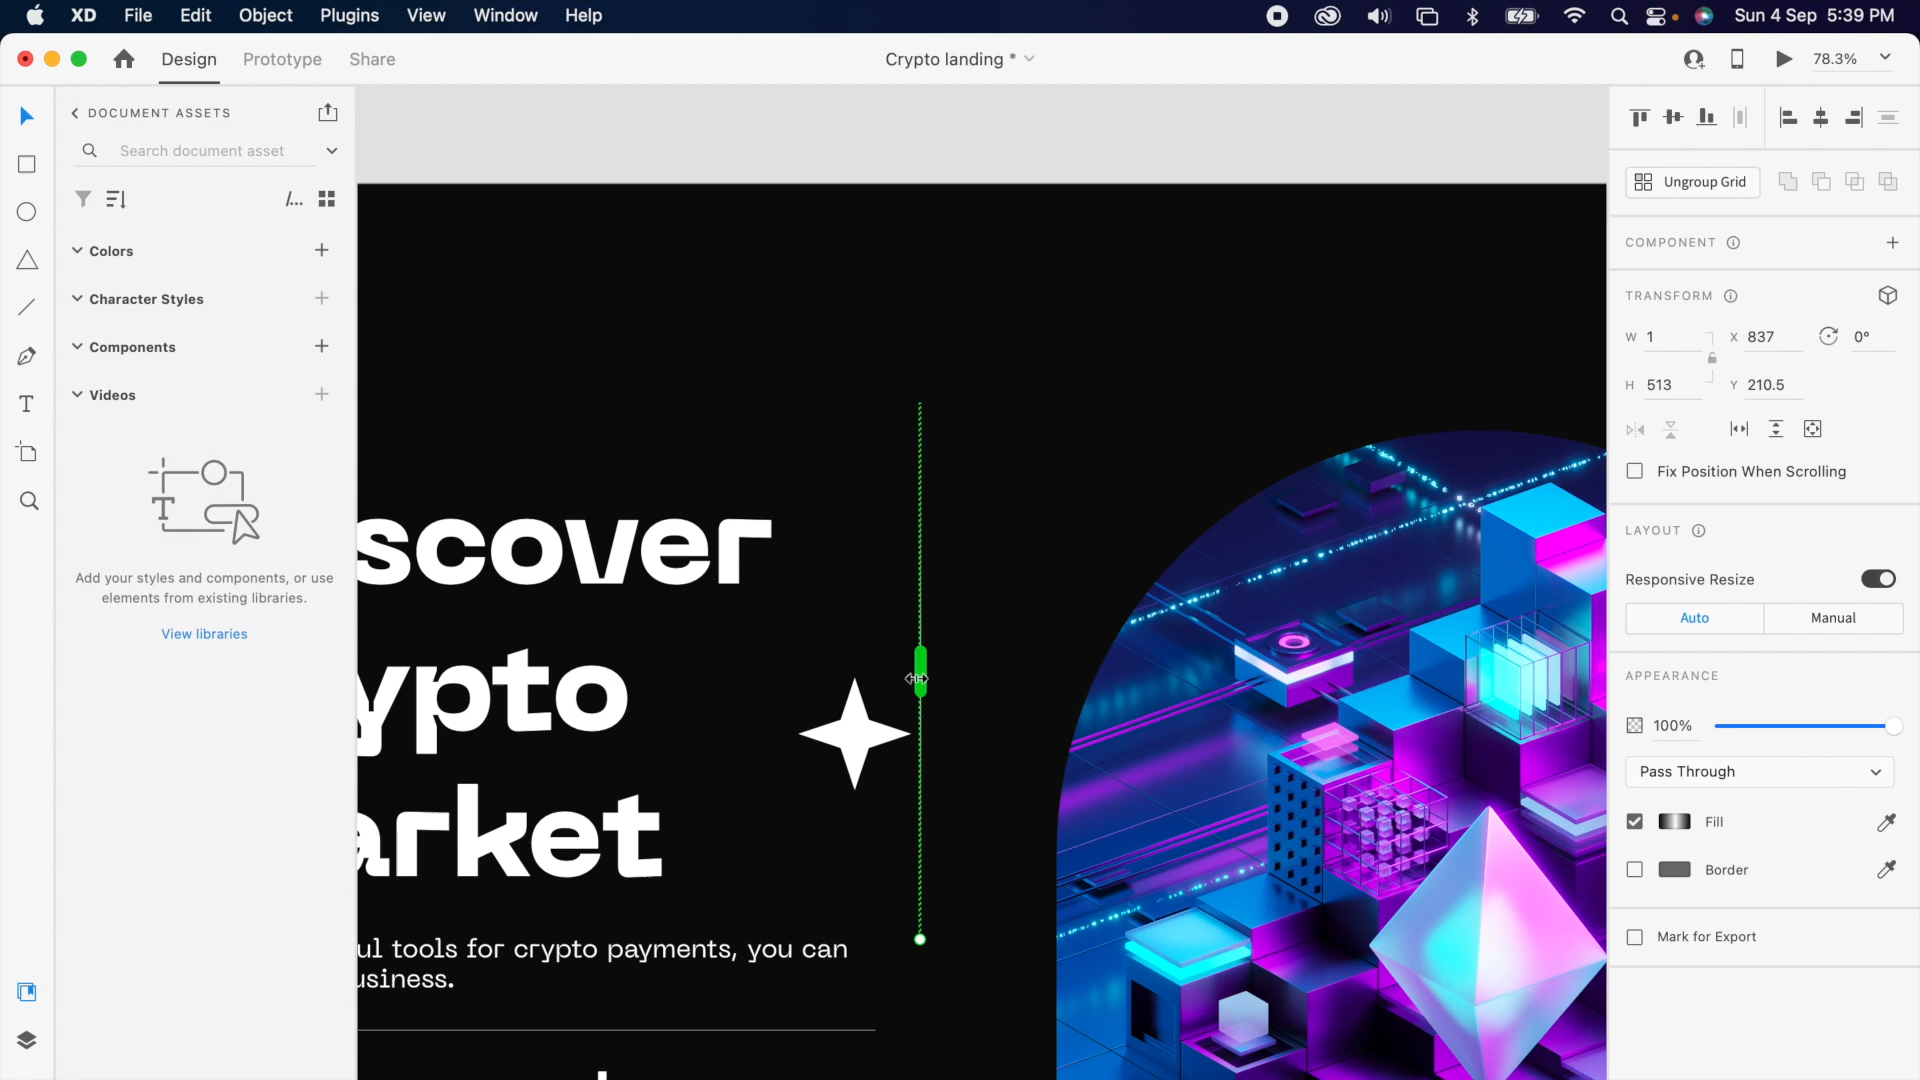 XD File Edit Object Plugins View Window Help Sun 4 Sep 5:39 PM
Design Prototype Share Crypto landing * 78.3%
DOCUMENT ASSETS
Search document asset
/...
Colors
Character Styles
Components
Videos
T
Add your styles and components, or use
elements from existing libraries.
View libraries
scover
ypto
arket
ul tools for crypto payments, you can
usiness.
Ungroup Grid
COMPONENT
TRANSFORM
W 1 X 837 0°
H 513 Y 210.5
Fix Position When Scrolling
LAYOUT
Responsive Resize
Auto Manual
APPEARANCE
100%
Pass Through
Fill
Border
Mark for Export